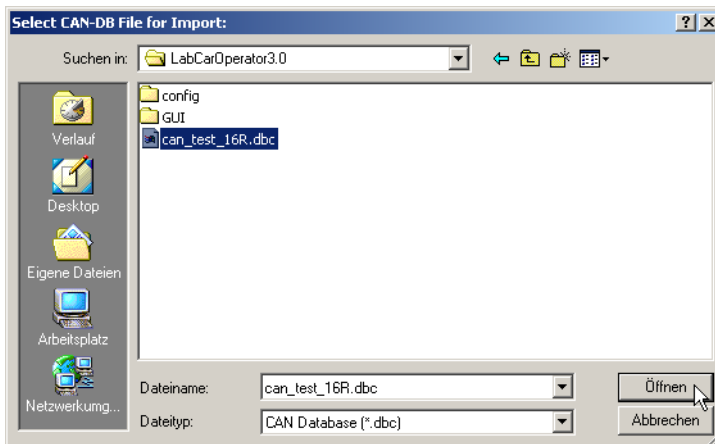 Select CAN-DB File for Import:
Suchen in: LabCarOperator3.0
config
GUI
can_test_16R.dbc
Verlauf
Desktop
Eigene Dateien
Arbeitsplatz
Netzwerkumg...
Dateiname: can_test_16R.dbc Öffnen
Dateityp: CAN Database (*.dbc) Abbrechen